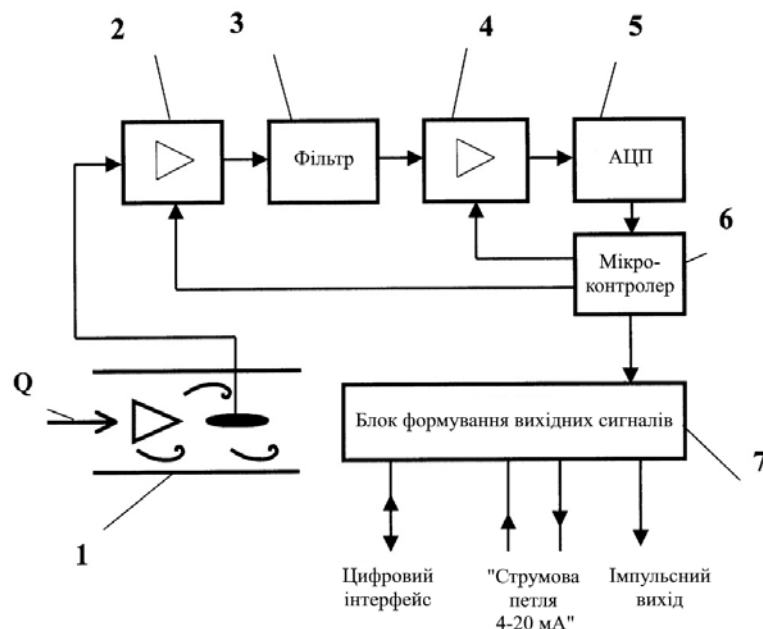 2
3
4
5
Фільтр
АЦП
6
Мікро-
контролер
Q
Блок формування вихідних сигналів
7
1
Цифровий
інтерфейс
"Струмова
петля
4-20 мА"
Імпульсний
вихід